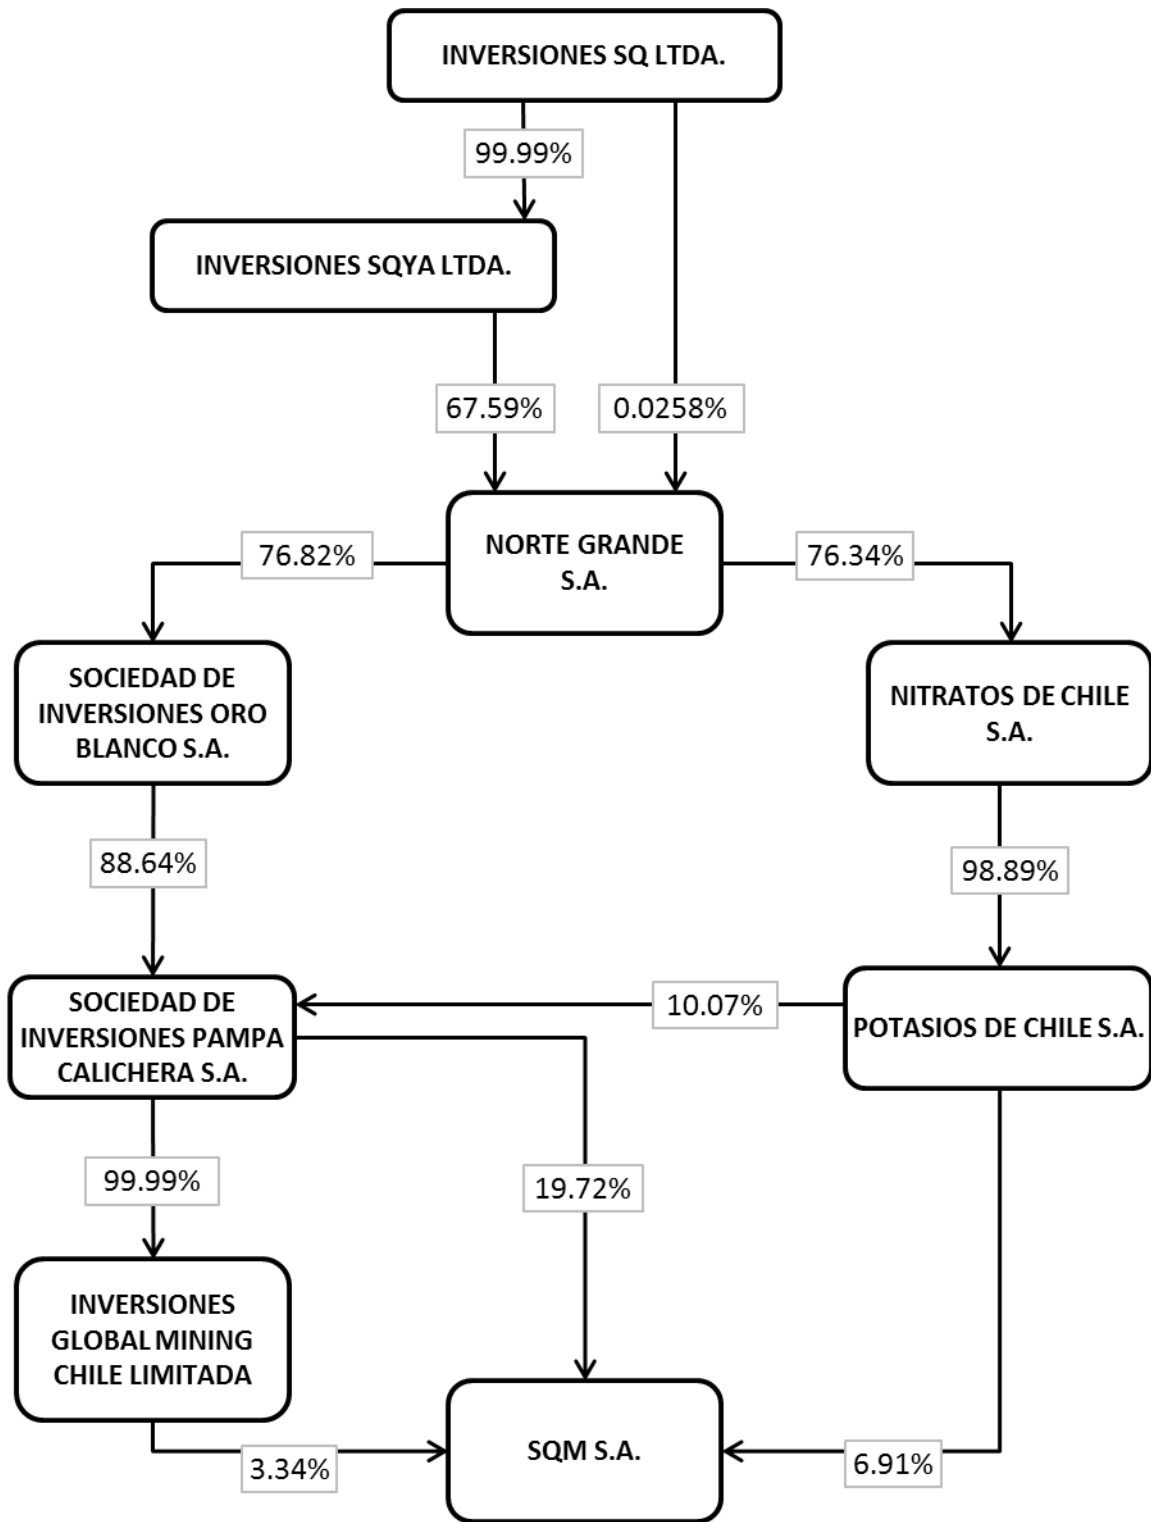 INVERSIONES SQ LTDA.
99.99%
INVERSIONES SQYA LTDA.
67.59%
0.0258%
NORTE GRANDE
S.A.
76.82%
76.34%
SOCIEDAD DE
INVERSIONES ORO
BLANCO S.A.
NITRATOS DE CHILE
S.A.
88.64%
98.89%
SOCIEDAD DE
INVERSIONES PAMPA
CALICHERA S.A.
10.07%
POTASIOS DE CHILE S.A.
99.99%
19.72%
INVERSIONES
GLOBAL MINING
CHILE LIMITADA
SQM S.A.
3.34%
6.91%